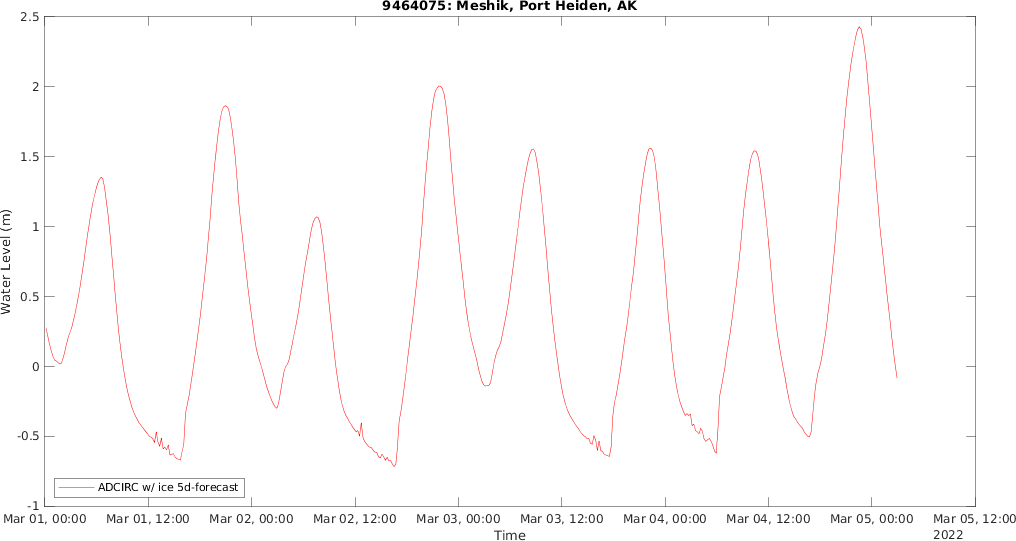 9464075: Meshik, Port Heiden, AK
2.5
2
1.5
1
0.5
0
-0.5
-1
Water Level (m)
ADCIRC w/ ice 5d-forecast
Mar 01, 00:00 Mar 01, 12:00 Mar 02, 00:00 Mar 02, 12:00 Mar 03, 00:00 Mar 03, 12:00 Mar 04, 00:00 Mar 04, 12:00 Mar 05, 00:00 Mar 05, 12:00
Time
2022